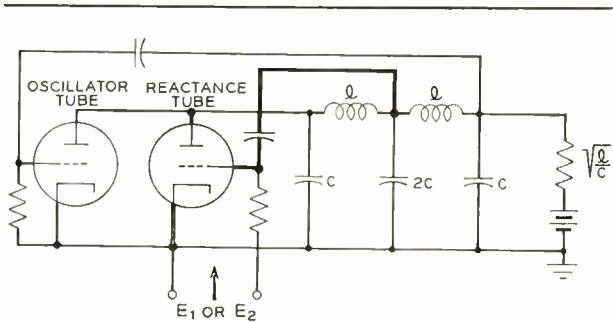 OSCILLATOR TUBE
REACTANCE TUBE
ℓ
ℓ
C
2C
C
√ℓ/C
E₁ OR E₂